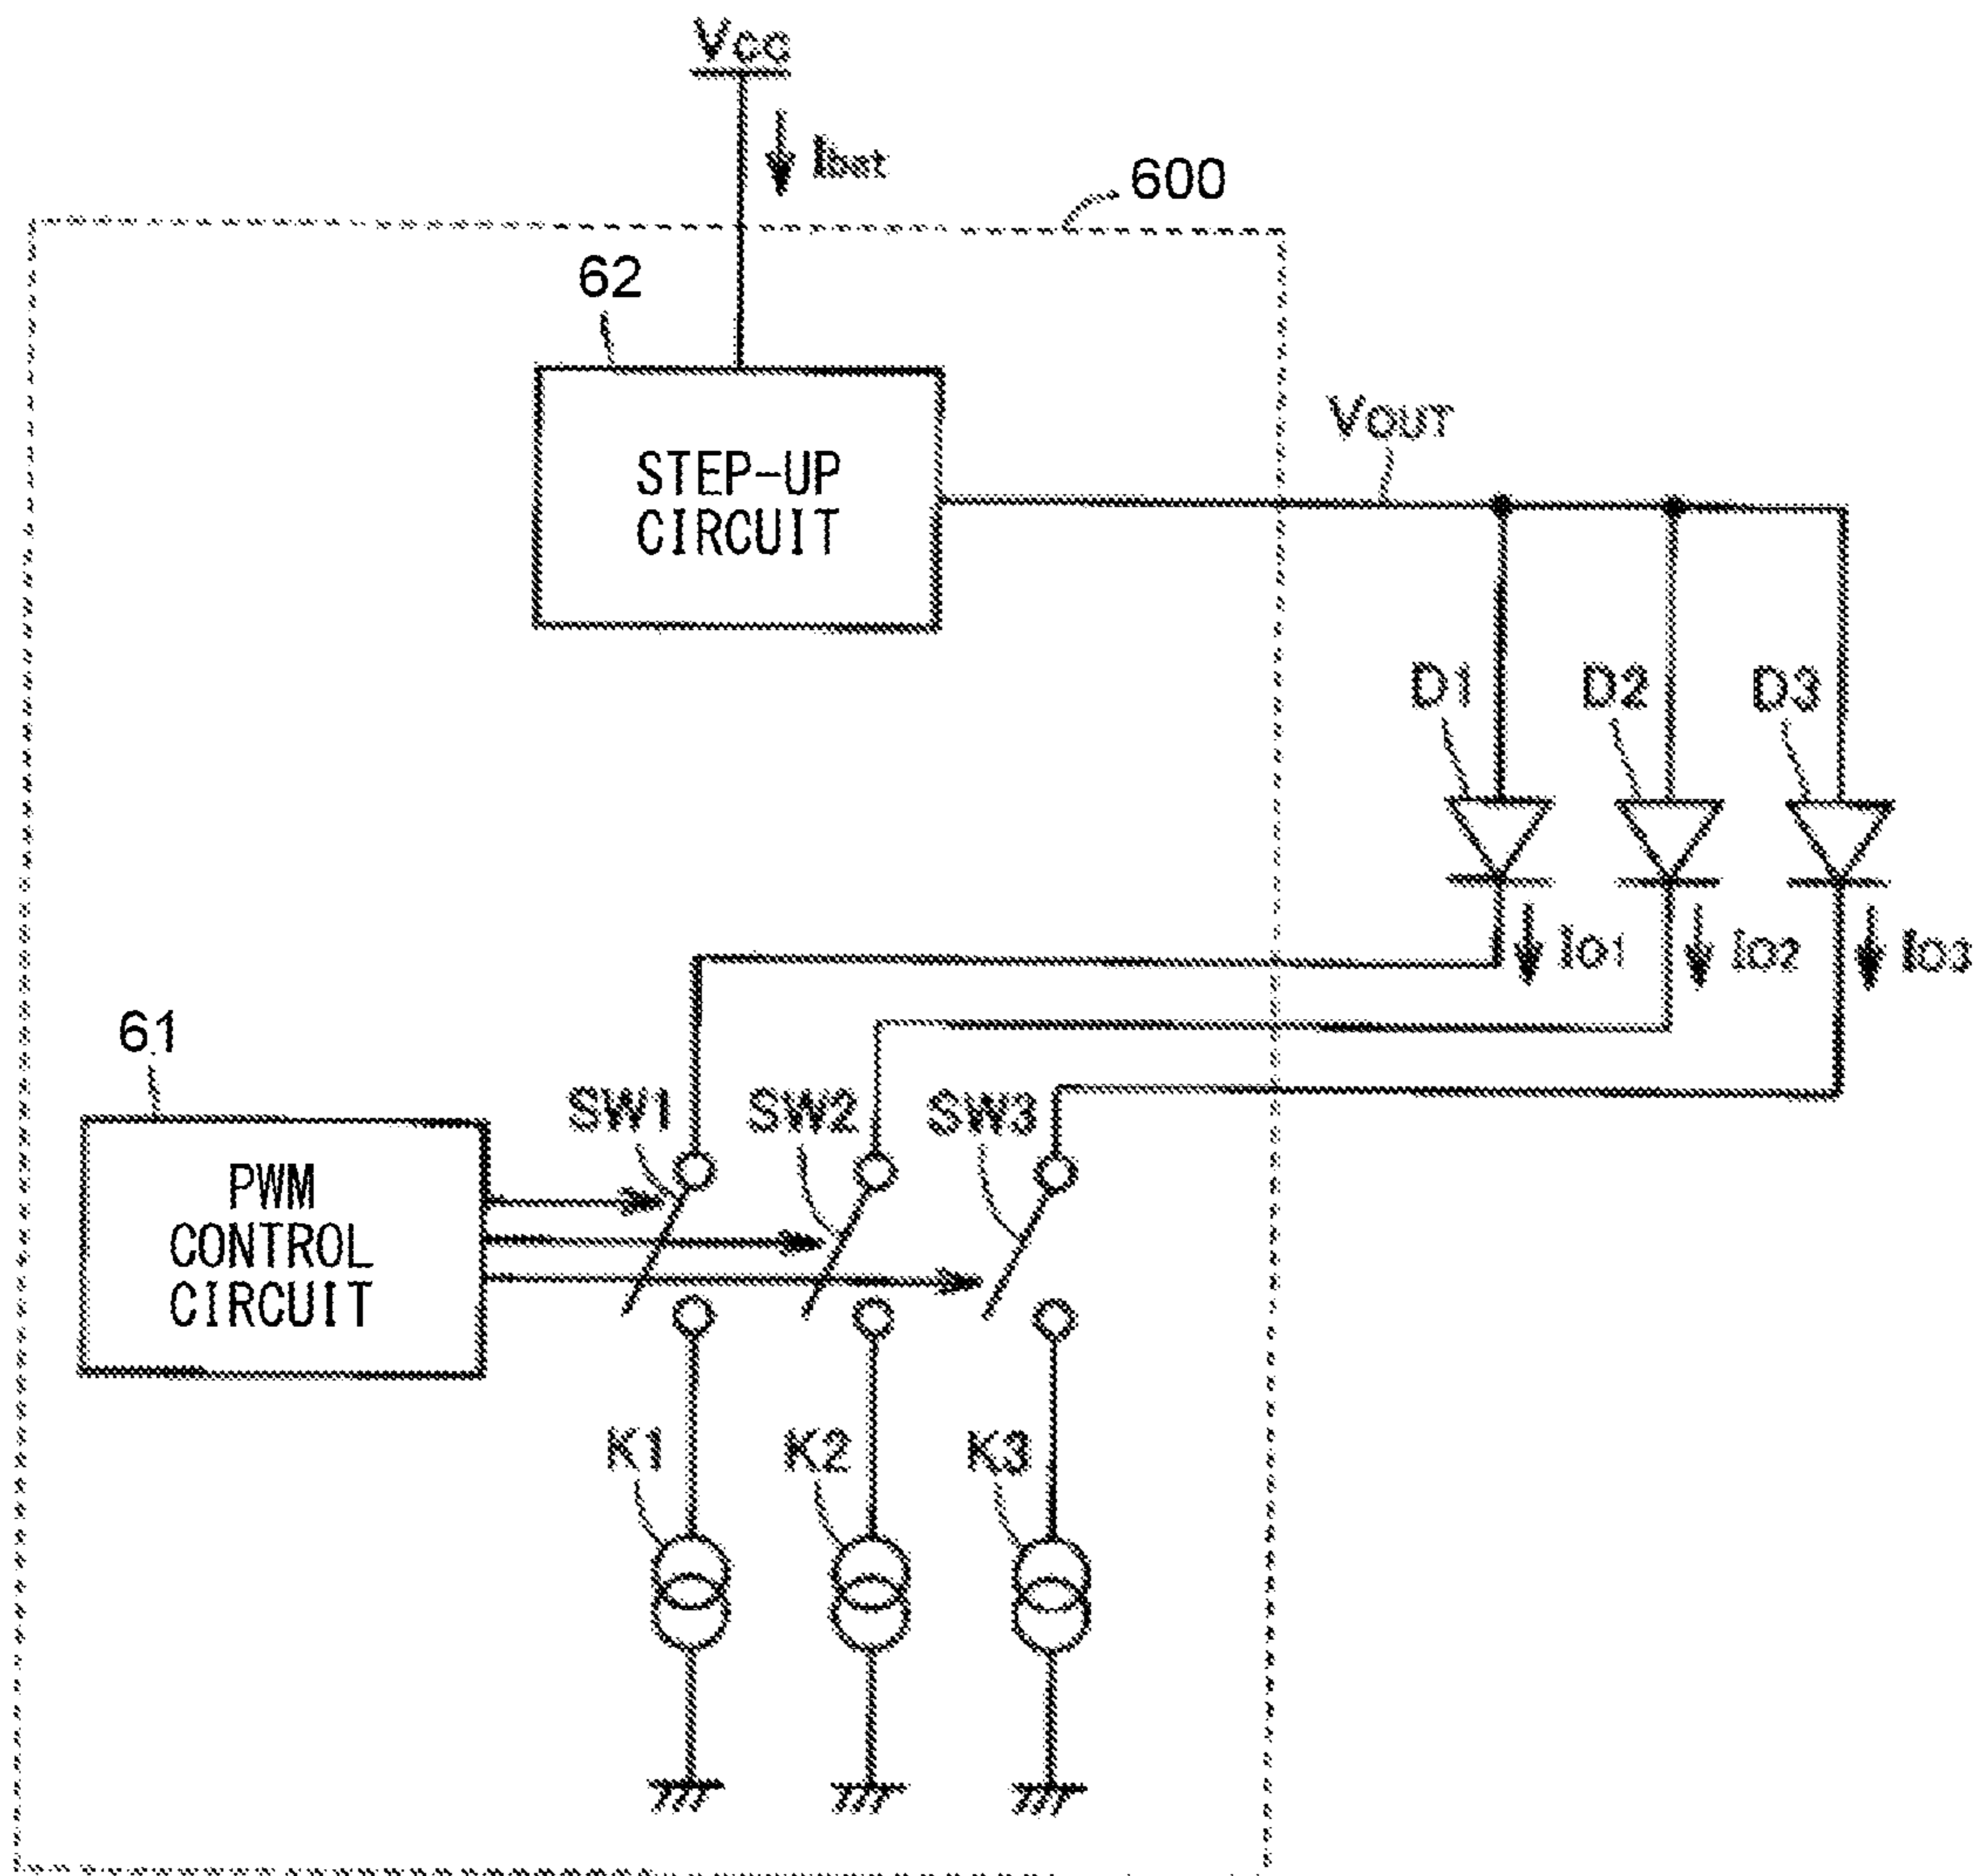 Vcc
Ibat
600
62
STEP-UP
CIRCUIT
VOUT
D1
D2
D3
IO1
IO2
IO3
61
SW1
SW2
SW3
PWM
CONTROL
CIRCUIT
K1
K2
K3